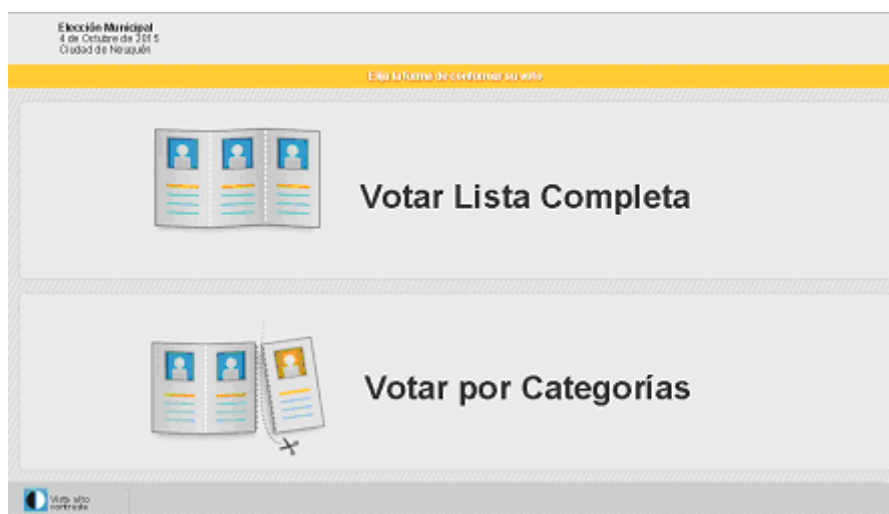 Elección Municipal
4 de Octubre de 2015
Ciudad de Neuquén
Elija la forma de conformar su voto
Votar Lista Completa
Votar por Categorías
Vista alto
contraste